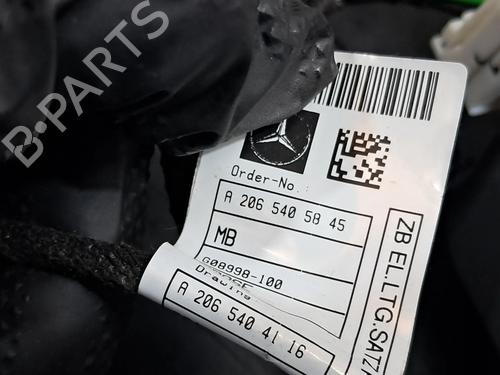 B-PARTS
Order-No.:
A 206 540 58 45
MB
G08998-100
Drawing
A 206 540 41 16
ZB EL.LTG.SATZ